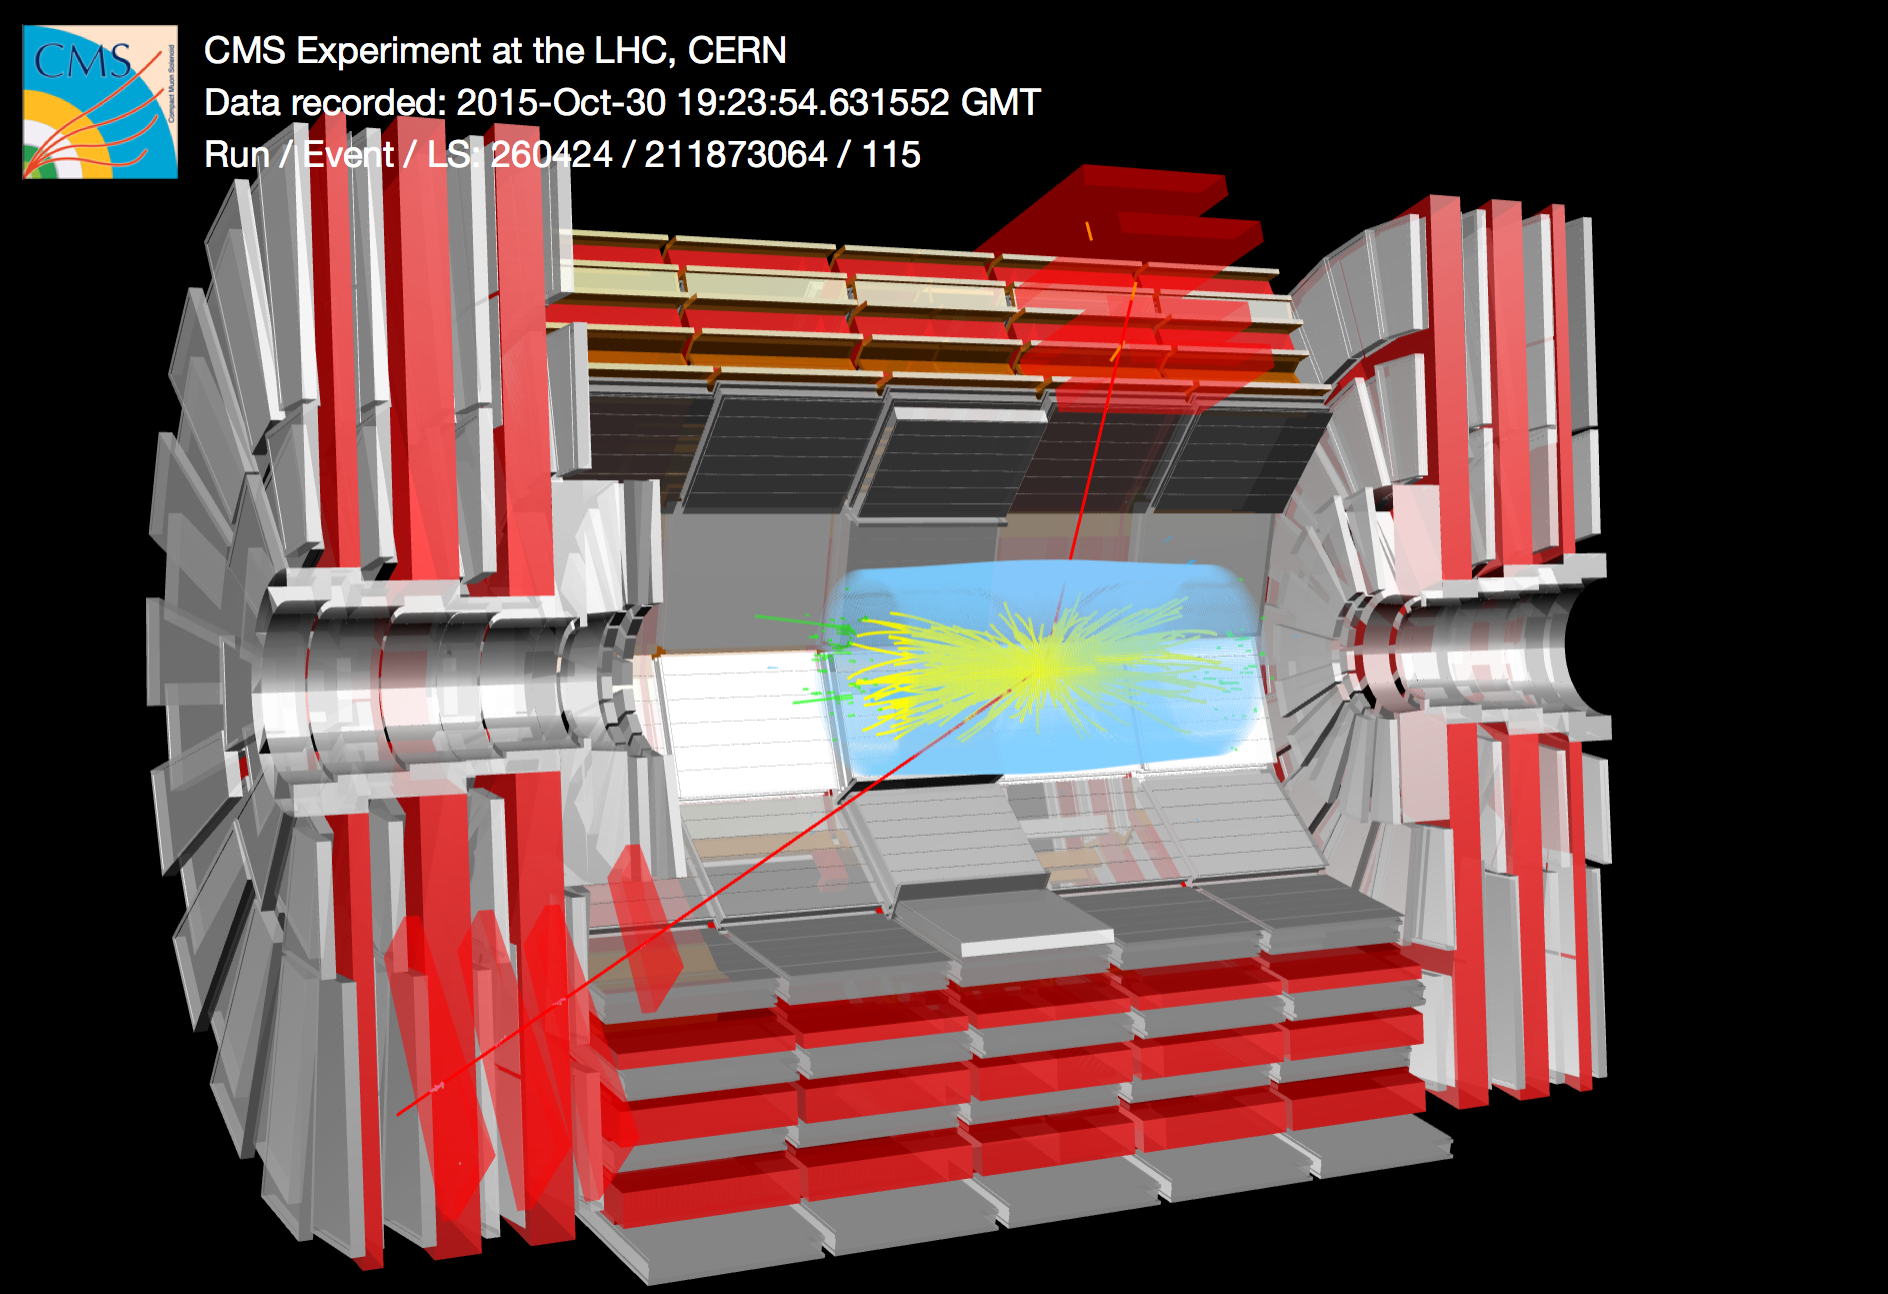 CMS
Compact Muon Solenoid
CMS Experiment at the LHC, CERN
Data recorded: 2015-Oct-30 19:23:54.631552 GMT
Run / Event / LS: 260424 / 211873064 / 115